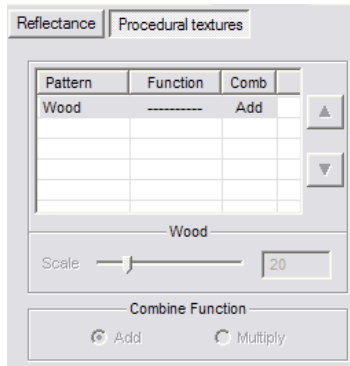 Reflectance Procedural textures
Pattern Function Comb
Wood ---------- Add
Wood
Scale 20
Combine Function
Add Multiply